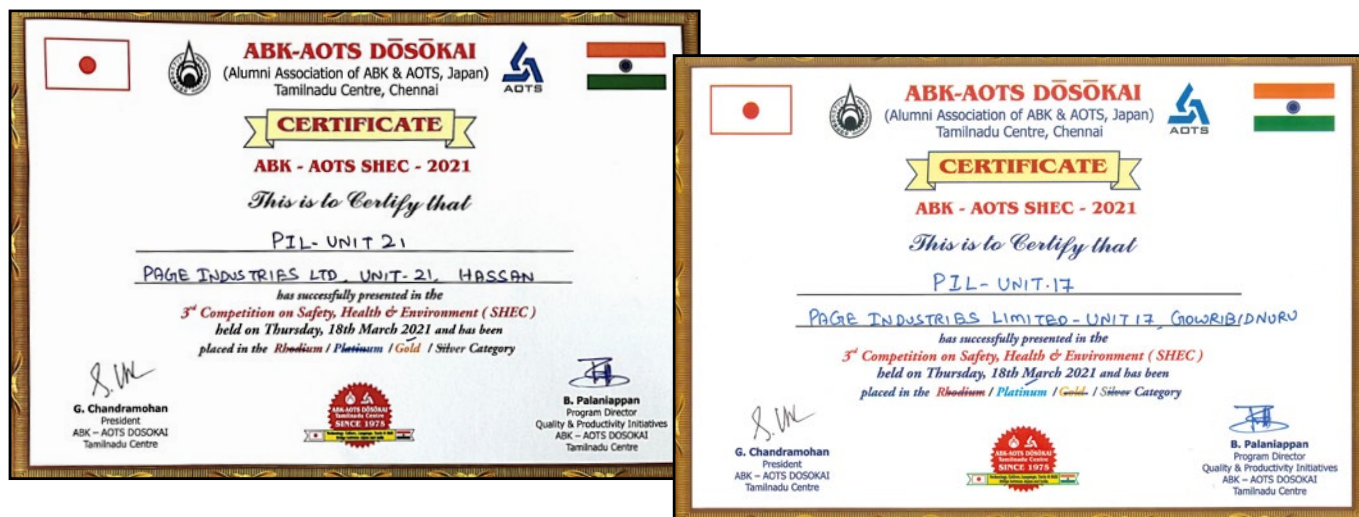 ABK-AOTS DŌSŌKAI
(Alumni Association of ABK & AOTS, Japan)
Tamilnadu Centre, Chennai
AOTS
CERTIFICATE
ABK - AOTS SHEC - 2021
This is to Certify that
PIL- UNIT 21
PAGE INDUSTRIES LTD, UNIT-21, HASSAN
has successfully presented in the
3rd Competition on Safety, Health & Environment ( SHEC )
held on Thursday, 18th March 2021 and has been
placed in the Rhodium / Platinum / Gold / Silver Category
G. Chandramohan
President
ABK – AOTS DOSOKAI
Tamilnadu Centre
ABK-AOTS DŌSŌKAI
Tamilnadu Centre
SINCE 1975
B. Palaniappan
Program Director
Quality & Productivity Initiatives
ABK – AOTS DOSOKAI
Tamilnadu Centre
ABK-AOTS DŌSŌKAI
(Alumni Association of ABK & AOTS, Japan)
Tamilnadu Centre, Chennai
AOTS
CERTIFICATE
ABK - AOTS SHEC - 2021
This is to Certify that
PIL- UNIT.17
PAGE INDUSTRIES LIMITED - UNIT 17, GOWRIBIDNURU
has successfully presented in the
3rd Competition on Safety, Health & Environment ( SHEC )
held on Thursday, 18th March 2021 and has been
placed in the Rhodium / Platinum / Gold / Silver Category
G. Chandramohan
President
ABK – AOTS DOSOKAI
Tamilnadu Centre
ABK-AOTS DŌSŌKAI
Tamilnadu Centre
SINCE 1975
B. Palaniappan
Program Director
Quality & Productivity Initiatives
ABK – AOTS DOSOKAI
Tamilnadu Centre